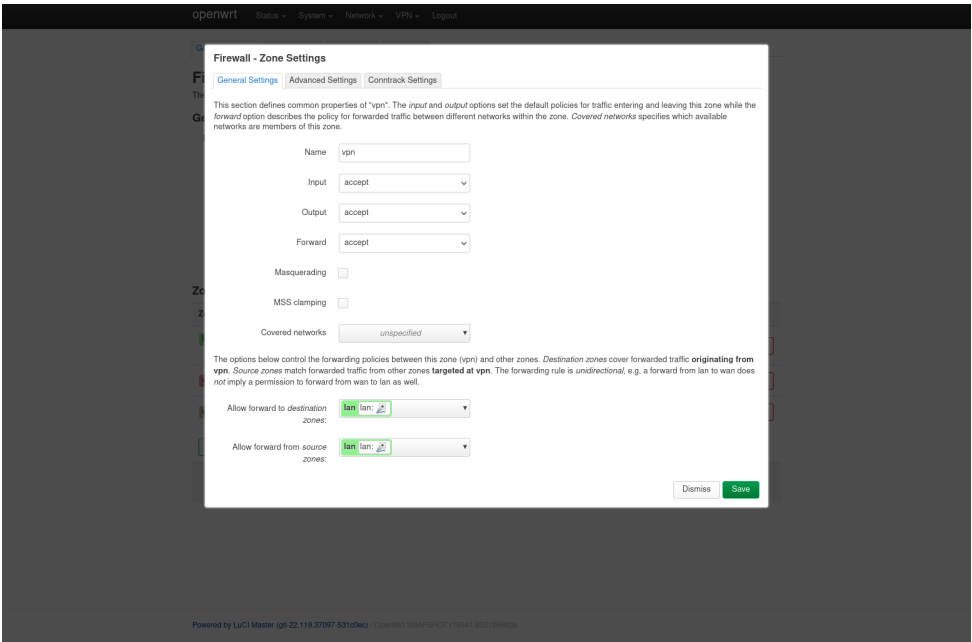 openwrt Status System Network VPN Logout
Firewall - Zone Settings
General Settings Advanced Settings Conntrack Settings
This section defines common properties of "vpn". The input and output options set the default policies for traffic entering and leaving this zone while the
forward option describes the policy for forwarded traffic between different networks within the zone. Covered networks specifies which available
networks are members of this zone.
Name vpn
Input accept
Output accept
Forward accept
Masquerading
MSS clamping
Covered networks unspecified
The options below control the forwarding policies between this zone (vpn) and other zones. Destination zones cover forwarded traffic originating from
vpn. Source zones match forwarded traffic from other zones targeted at vpn. The forwarding rule is unidirectional, e.g. a forward from lan to wan does
not imply a permission to forward from wan to lan as well.
Allow forward to destination
zones:
lan lan:
Allow forward from source
zones:
lan lan:
Dismiss Save
Powered by LuCI Master (git-22.119.37097-531c0ec) / OpenWrt SNAPSHOT